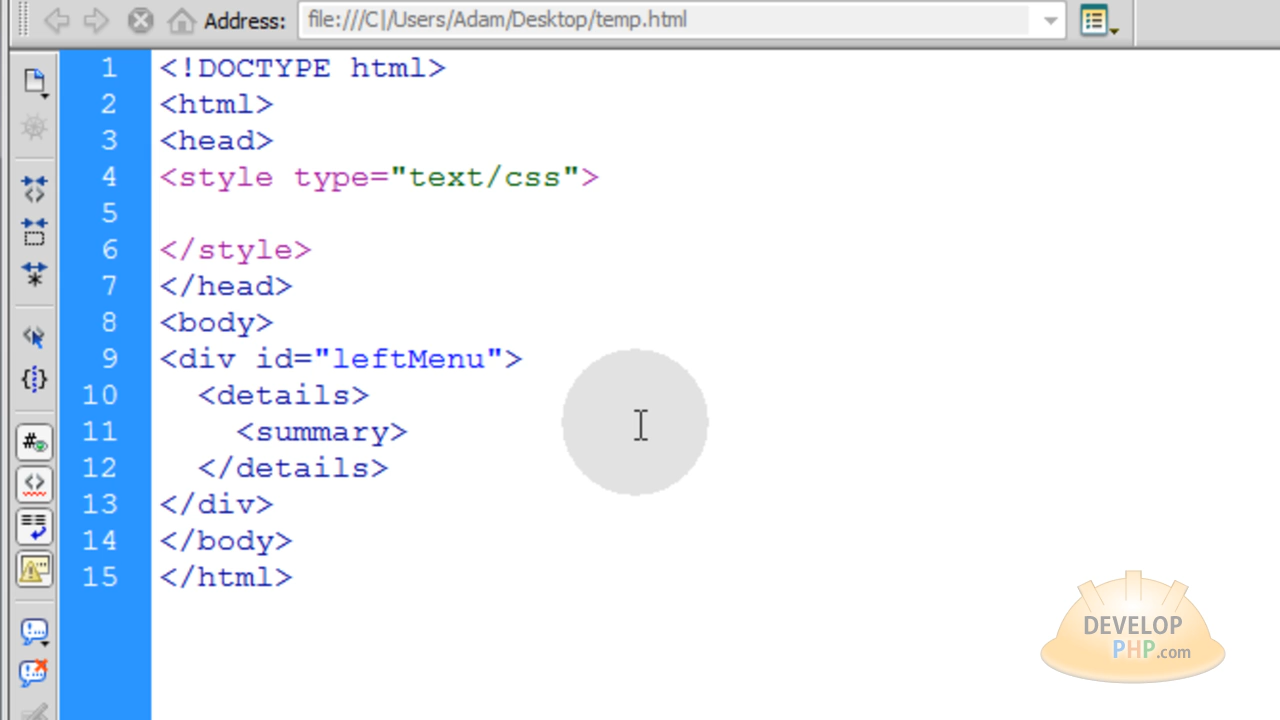 Address: file:///C|/Users/Adam/Desktop/temp.html
1 <!DOCTYPE html>
2 <html>
3 <head>
4 <style type="text/css">
5
6 </style>
7 </head>
8 <body>
9 <div id="leftMenu">
10   <details>
11     <summary>
12   </details>
13 </div>
14 </body>
15 </html>
DEVELOP
PHP.com